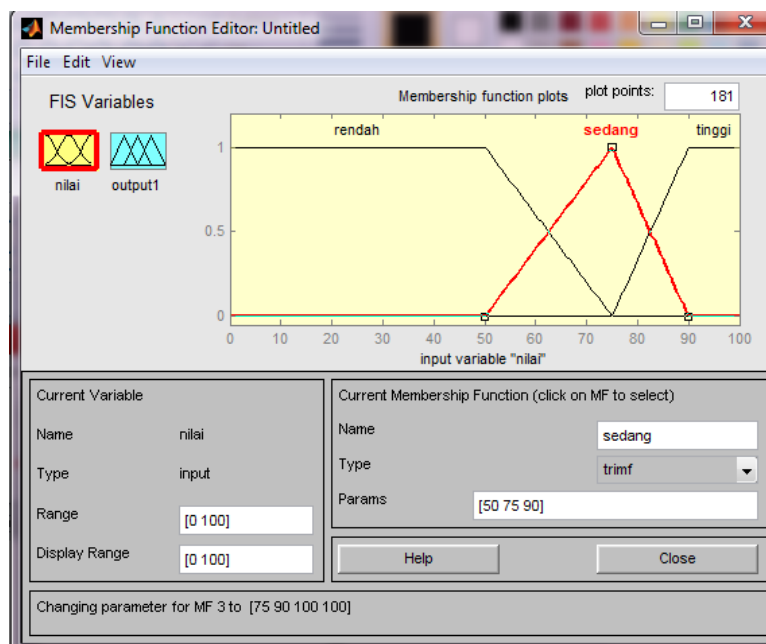 Membership Function Editor: Untitled
File Edit View
FIS Variables
nilai
output1
Membership function plots
plot points:
181
rendah
sedang
tinggi
1
0.5
0
0 10 20 30 40 50 60 70 80 90 100
input variable "nilai"
Current Variable
Name nilai
Type input
Range [0 100]
Display Range [0 100]
Current Membership Function (click on MF to select)
Name sedang
Type trimf
Params [50 75 90]
Help Close
Changing parameter for MF 3 to [75 90 100 100]